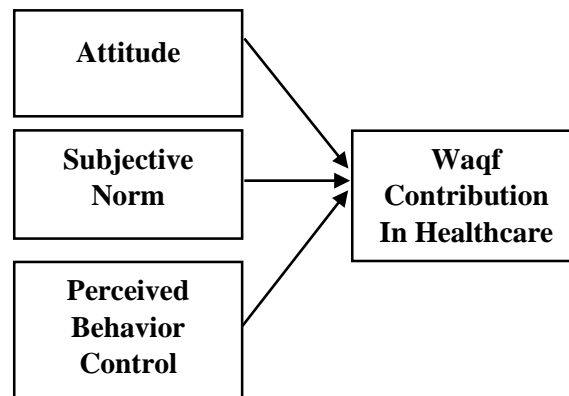 Attitude
Subjective
Norm
Perceived
Behavior
Control
Waqf
Contribution
In Healthcare